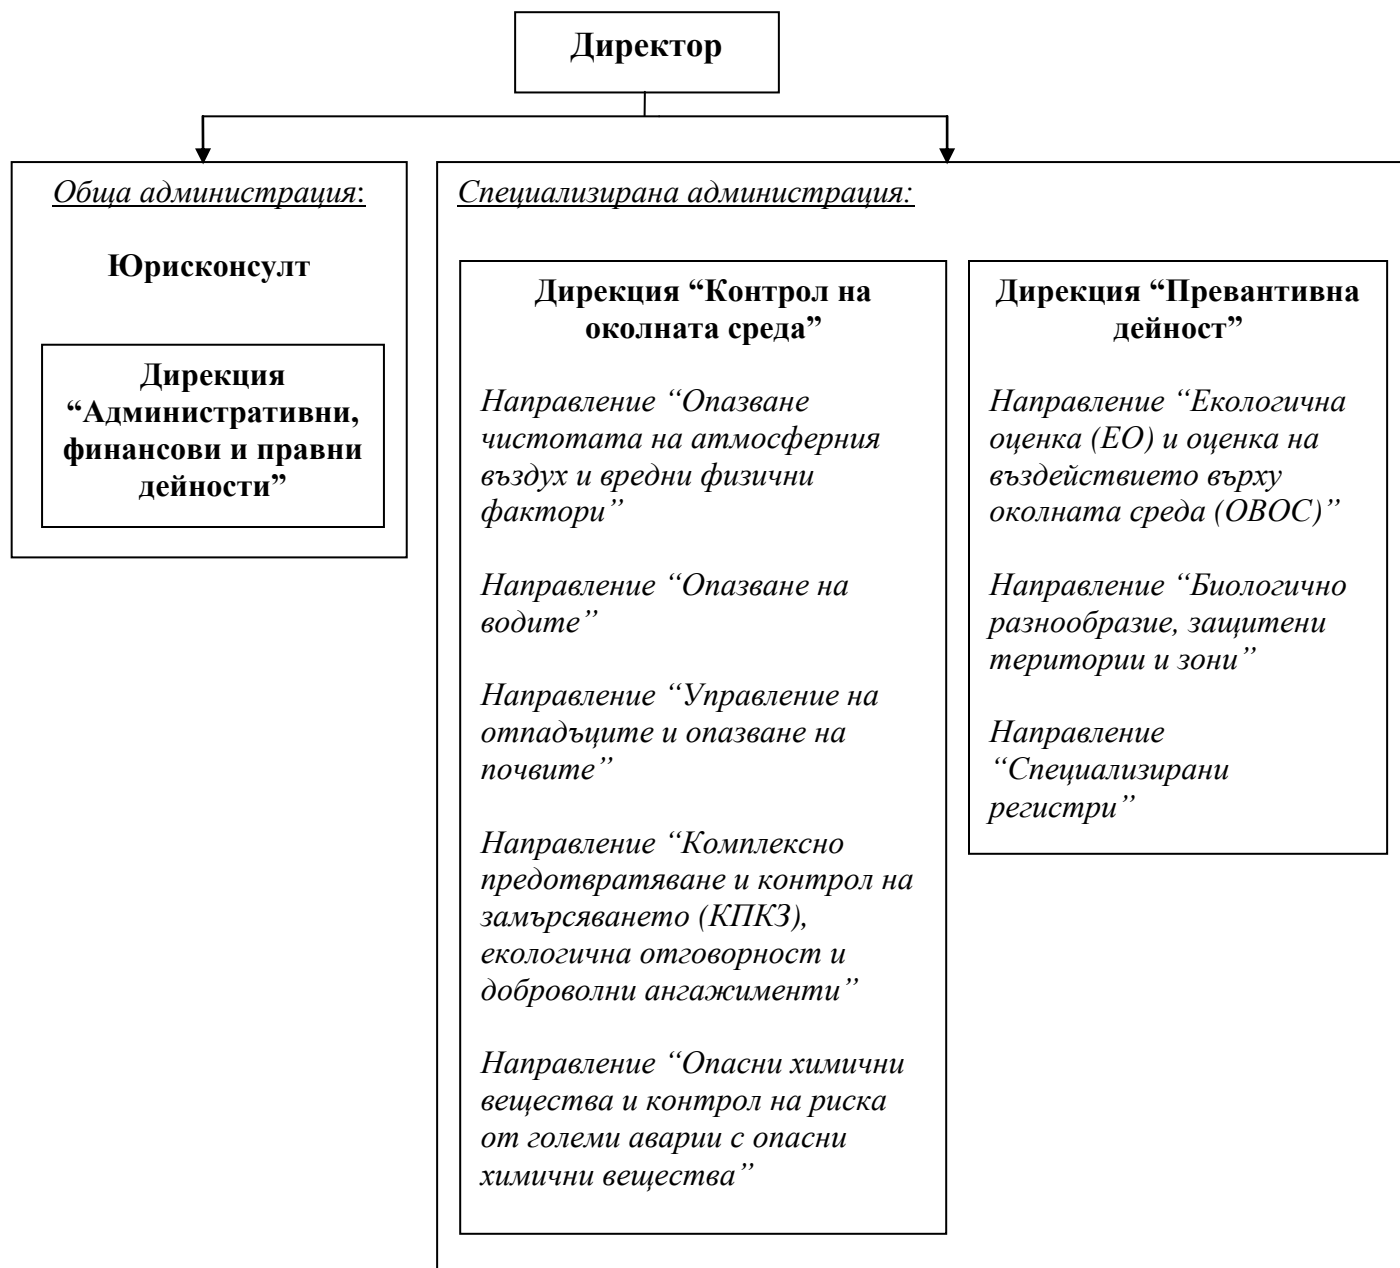 Директор
Обща администрация:
Юрисконсулт
Дирекция
“Административни,
финансови и правни
дейности”
Специализирана администрация:
Дирекция “Контрол на
околната среда”
Направление “Опазване
чистотата на атмосферния
въздух и вредни физични
фактори”
Направление “Опазване на
водите”
Направление “Управление на
отпадъците и опазване на
почвите”
Направление “Комплексно
предотвратяване и контрол на
замърсяването (КПКЗ),
екологична отговорност и
доброволни ангажименти”
Направление “Опасни химични
вещества и контрол на риска
от големи аварии с опасни
химични вещества”
Дирекция “Превантивна
дейност”
Направление “Екологична
оценка (ЕО) и оценка на
въздействието върху
околната среда (ОВОС)”
Направление “Биологично
разнообразие, защитени
територии и зони”
Направление
“Специализирани
регистри”